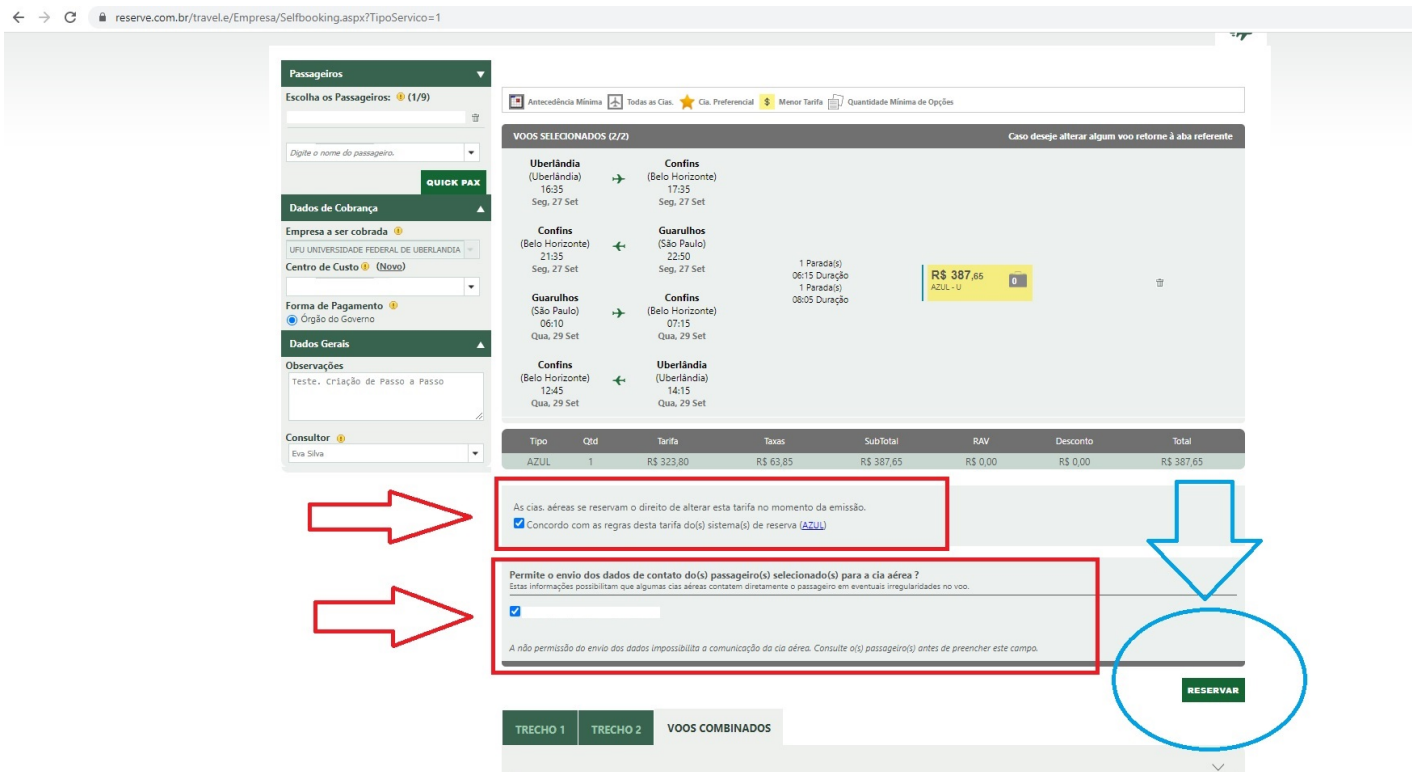 reserve.com.br/travel.e/Empresa/Selfbooking.aspx?TipoServico=1
Passageiros
Escolha os Passageiros: (1/9)
Digite o nome do passageiro.
QUICK PAX
Dados de Cobrança
Empresa a ser cobrada
UFU UNIVERSIDADE FEDERAL DE UBERLANDIA
Centro de Custo (Novo)
Forma de Pagamento
Órgão do Governo
Dados Gerais
Observações
Teste. Criação de Passo a Passo
Consultor
Eva Silva
Antecedência Mínima Todas as Cias. Cia. Preferencial $ Menor Tarifa Quantidade Mínima de Opções
VOOS SELECIONADOS (2/2) Caso deseje alterar algum voo retorne à aba referente
Uberlândia Confins
(Uberlândia) (Belo Horizonte)
16:35 17:35
Seg, 27 Set Seg, 27 Set
Confins Guarulhos
(Belo Horizonte) (São Paulo)
21:35 22:50
Seg, 27 Set Seg, 27 Set
Guarulhos Confins
(São Paulo) (Belo Horizonte)
06:10 07:15
Qua, 29 Set Qua, 29 Set
Confins Uberlândia
(Belo Horizonte) (Uberlândia)
12:45 14:15
Qua, 29 Set Qua, 29 Set
1 Parada(s)
06:15 Duração
1 Parada(s)
08:05 Duração
R$ 387,65 0
AZUL - U
Tipo Qtd Tarifa Taxas SubTotal RAV Desconto Total
AZUL 1 R$ 323,80 R$ 63,85 R$ 387,65 R$ 0,00 R$ 0,00 R$ 387,65
As cias. aéreas se reservam o direito de alterar esta tarifa no momento da emissão.
Concordo com as regras desta tarifa do(s) sistema(s) de reserva (AZUL)
Permite o envio dos dados de contato do(s) passageiro(s) selecionado(s) para a cia aérea ?
Estas informações possibilitam que algumas cias aéreas contatem diretamente o passageiro em eventuais irregularidades no voo.
A não permissão do envio dos dados impossibilita a comunicação da cia aérea. Consulte o(s) passageiro(s) antes de preencher este campo.
RESERVAR
TRECHO 1 TRECHO 2 VOOS COMBINADOS